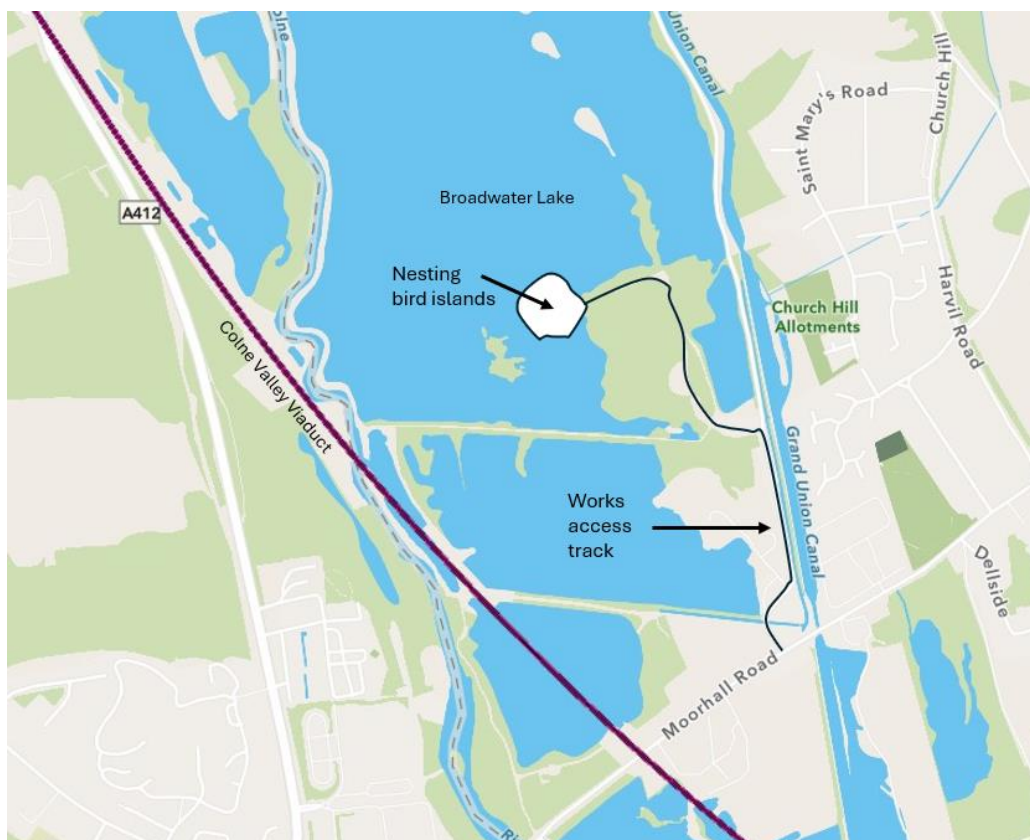 Colne
Union Canal
Church Hill
Saint Mary's Road
A412
Broadwater Lake
Nesting
bird islands
Church Hill
Allotments
Harvil Road
Colne Valley Viaduct
Grand Union Canal
Works
access
track
Dellside
Moorhall Road